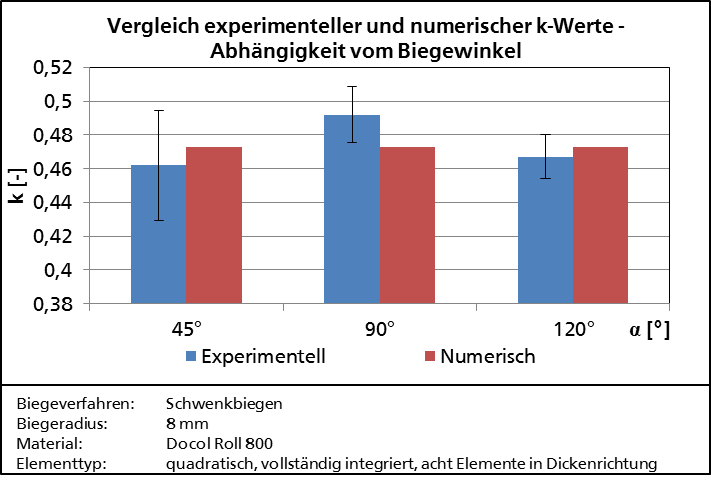 Vergleich experimenteller und numerischer k-Werte -
Abhängigkeit vom Biegewinkel
0,52
0,5
0,48
0,46
0,44
0,42
0,4
0,38
k [-]
45°
90°
120°
α [°]
Experimentell
Numerisch
Biegeverfahren: Schwenkbiegen
Biegeradius: 8 mm
Material: Docol Roll 800
Elementtyp: quadratisch, vollständig integriert, acht Elemente in Dickenrichtung